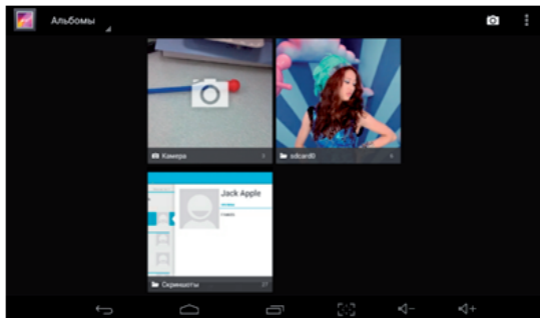 Альбомы
Камера
sdcard0
Jack Apple
Скриншоты